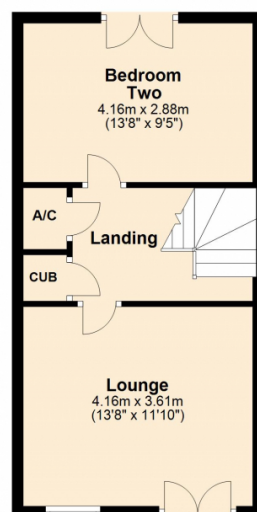 Bedroom
Two
4.16m x 2.88m
(13'8" x 9'5")
A/C
Landing
CUB
Lounge
4.16m x 3.61m
(13'8" x 11'10")